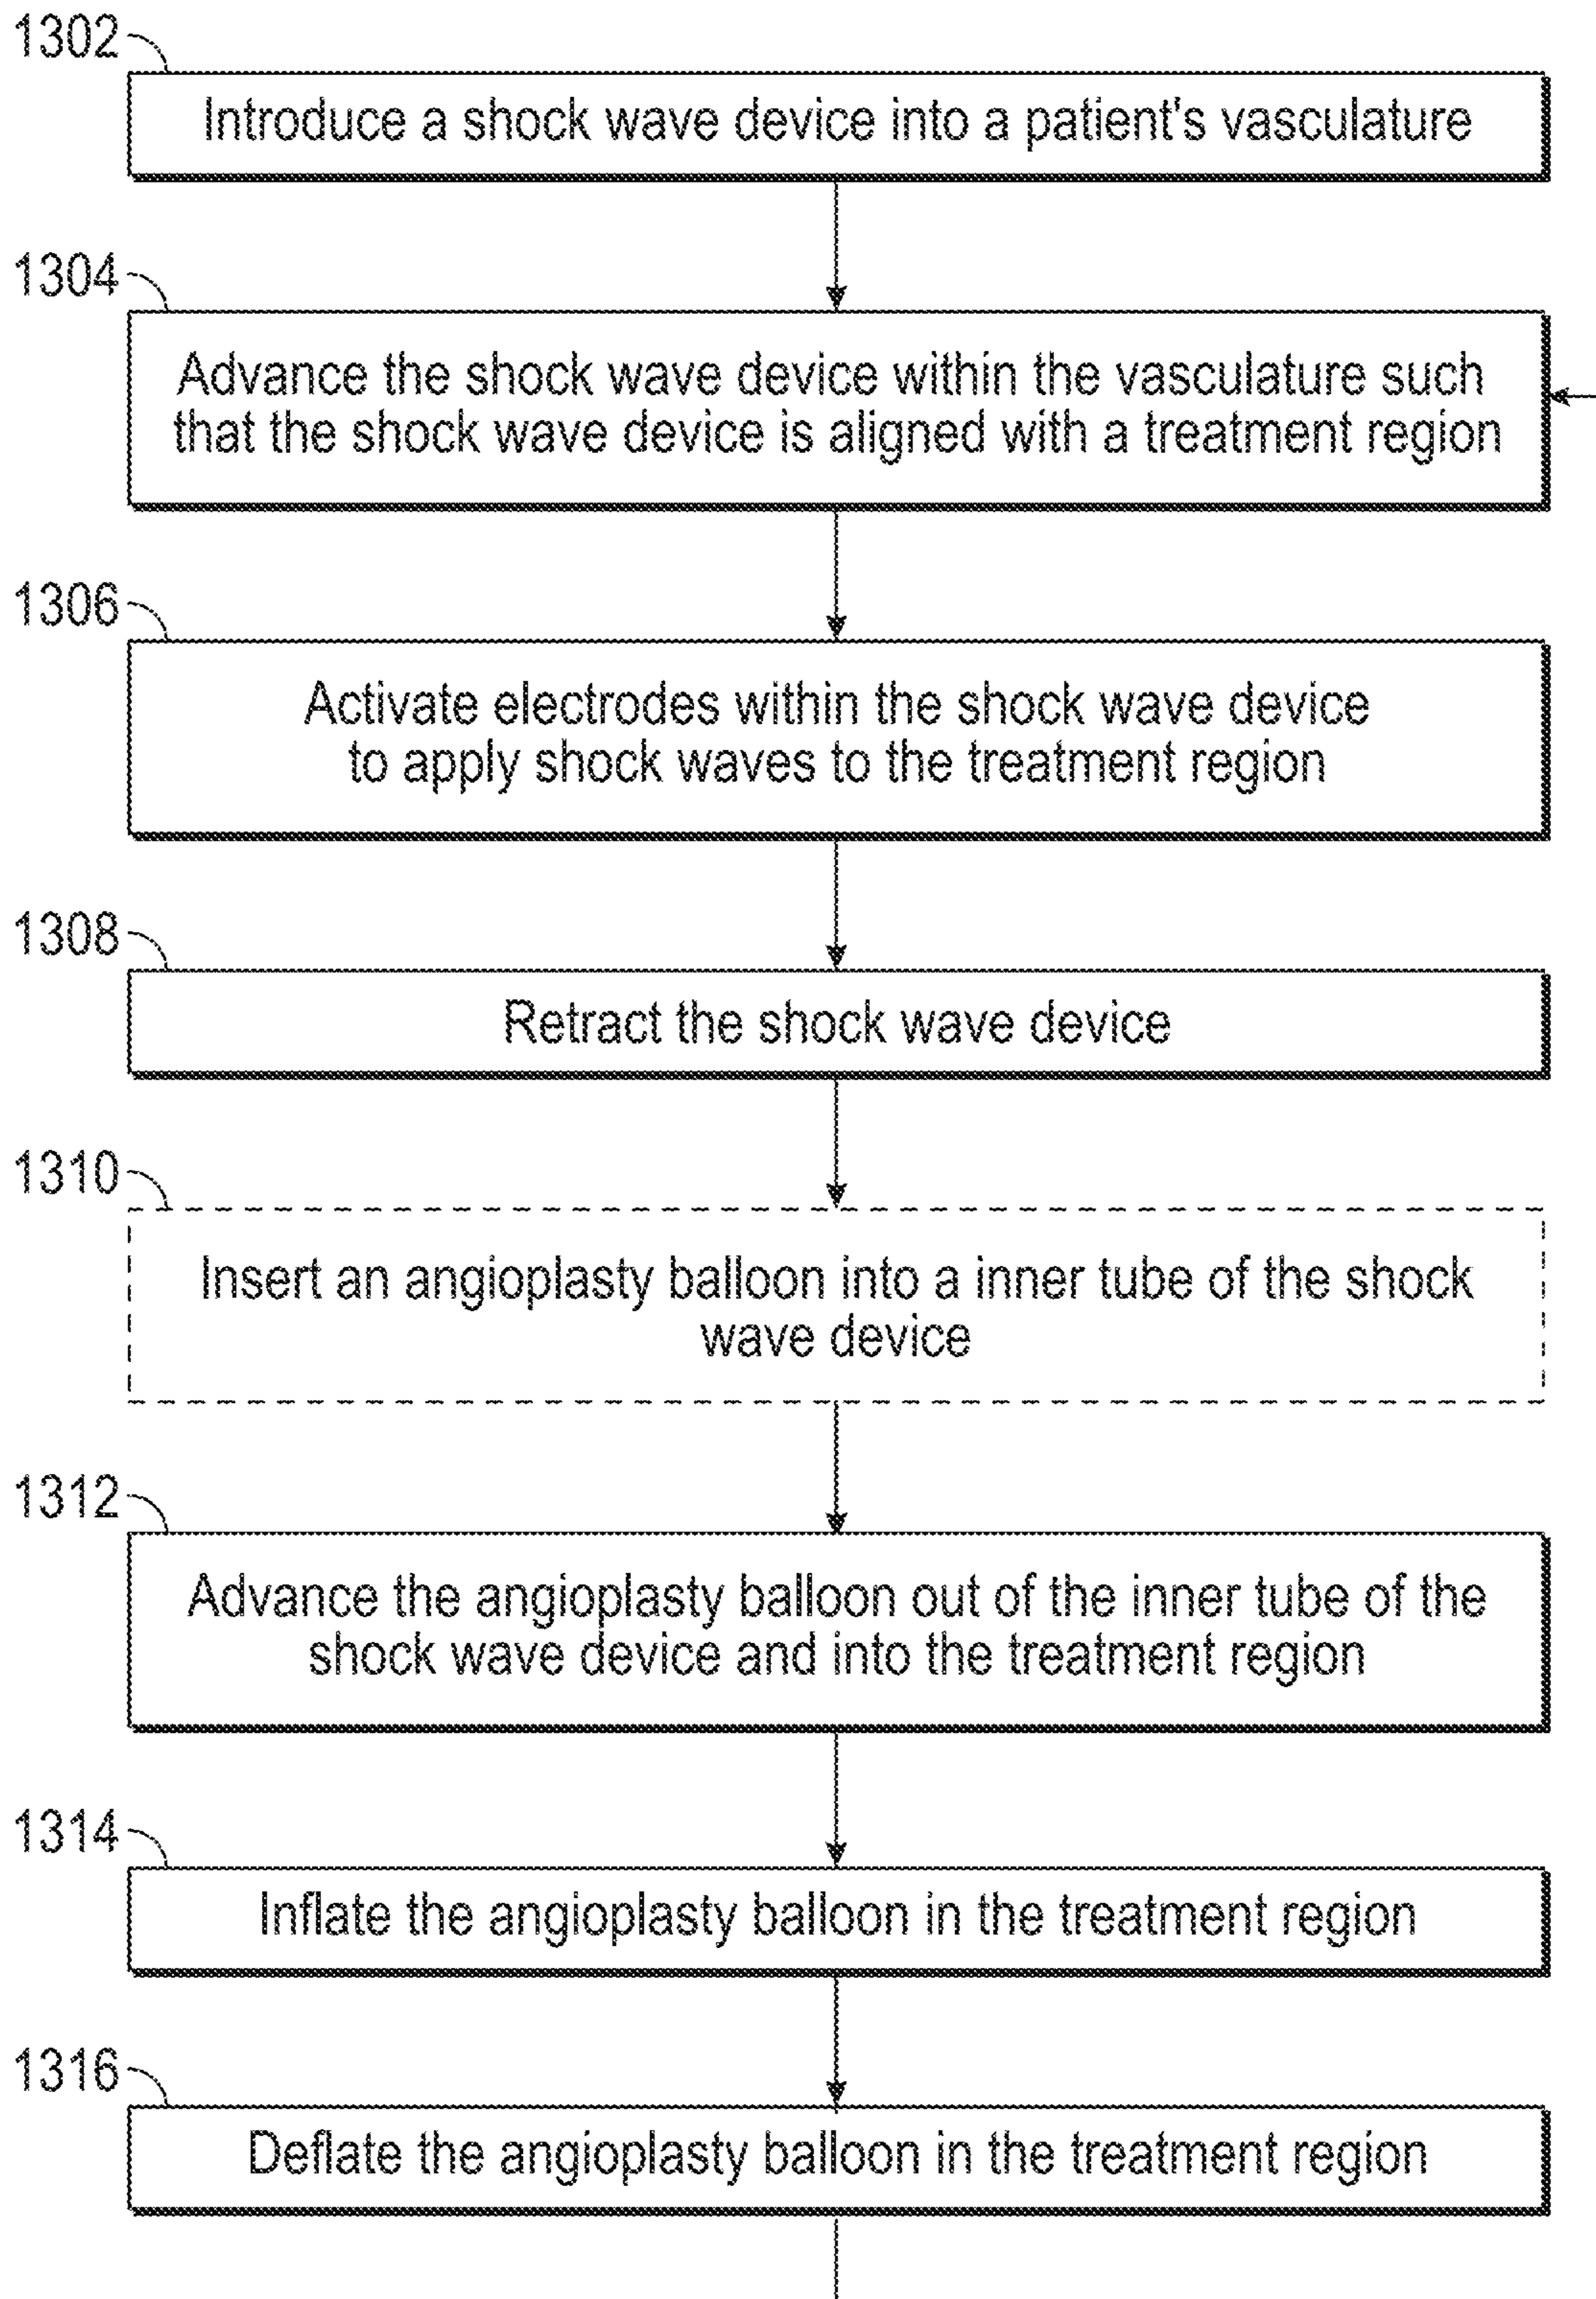 1302
Introduce a shock wave device into a patient's vasculature
1304
Advance the shock wave device within the vasculature such
that the shock wave device is aligned with a treatment region
1306
Activate electrodes within the shock wave device
to apply shock waves to the treatment region
1308
Retract the shock wave device
1310
Insert an angioplasty balloon into a inner tube of the shock
wave device
1312
Advance the angioplasty balloon out of the inner tube of the
shock wave device and into the treatment region
1314
Inflate the angioplasty balloon in the treatment region
1316
Deflate the angioplasty balloon in the treatment region